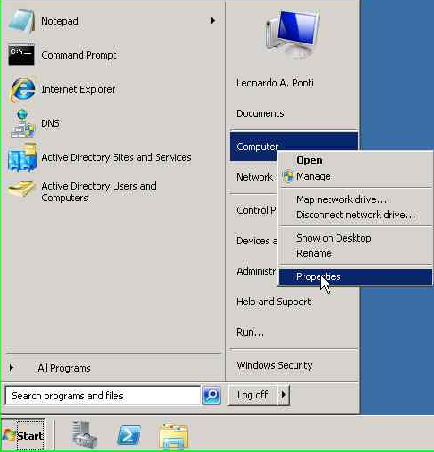 Notepad
Command Prompt
Internet Explorer
DNS
Active Directory Sites and Services
Active Directory Users and
Computers
All Programs
Search programs and files
Start
Leonardo A. Ponti
Documents
Computer
Network
Control P
Devices a
Administr
Help and Support
Run...
Windows Security
Log off
Open
Manage
Map network drive...
Disconnect network drive...
Show on Desktop
Rename
Properties